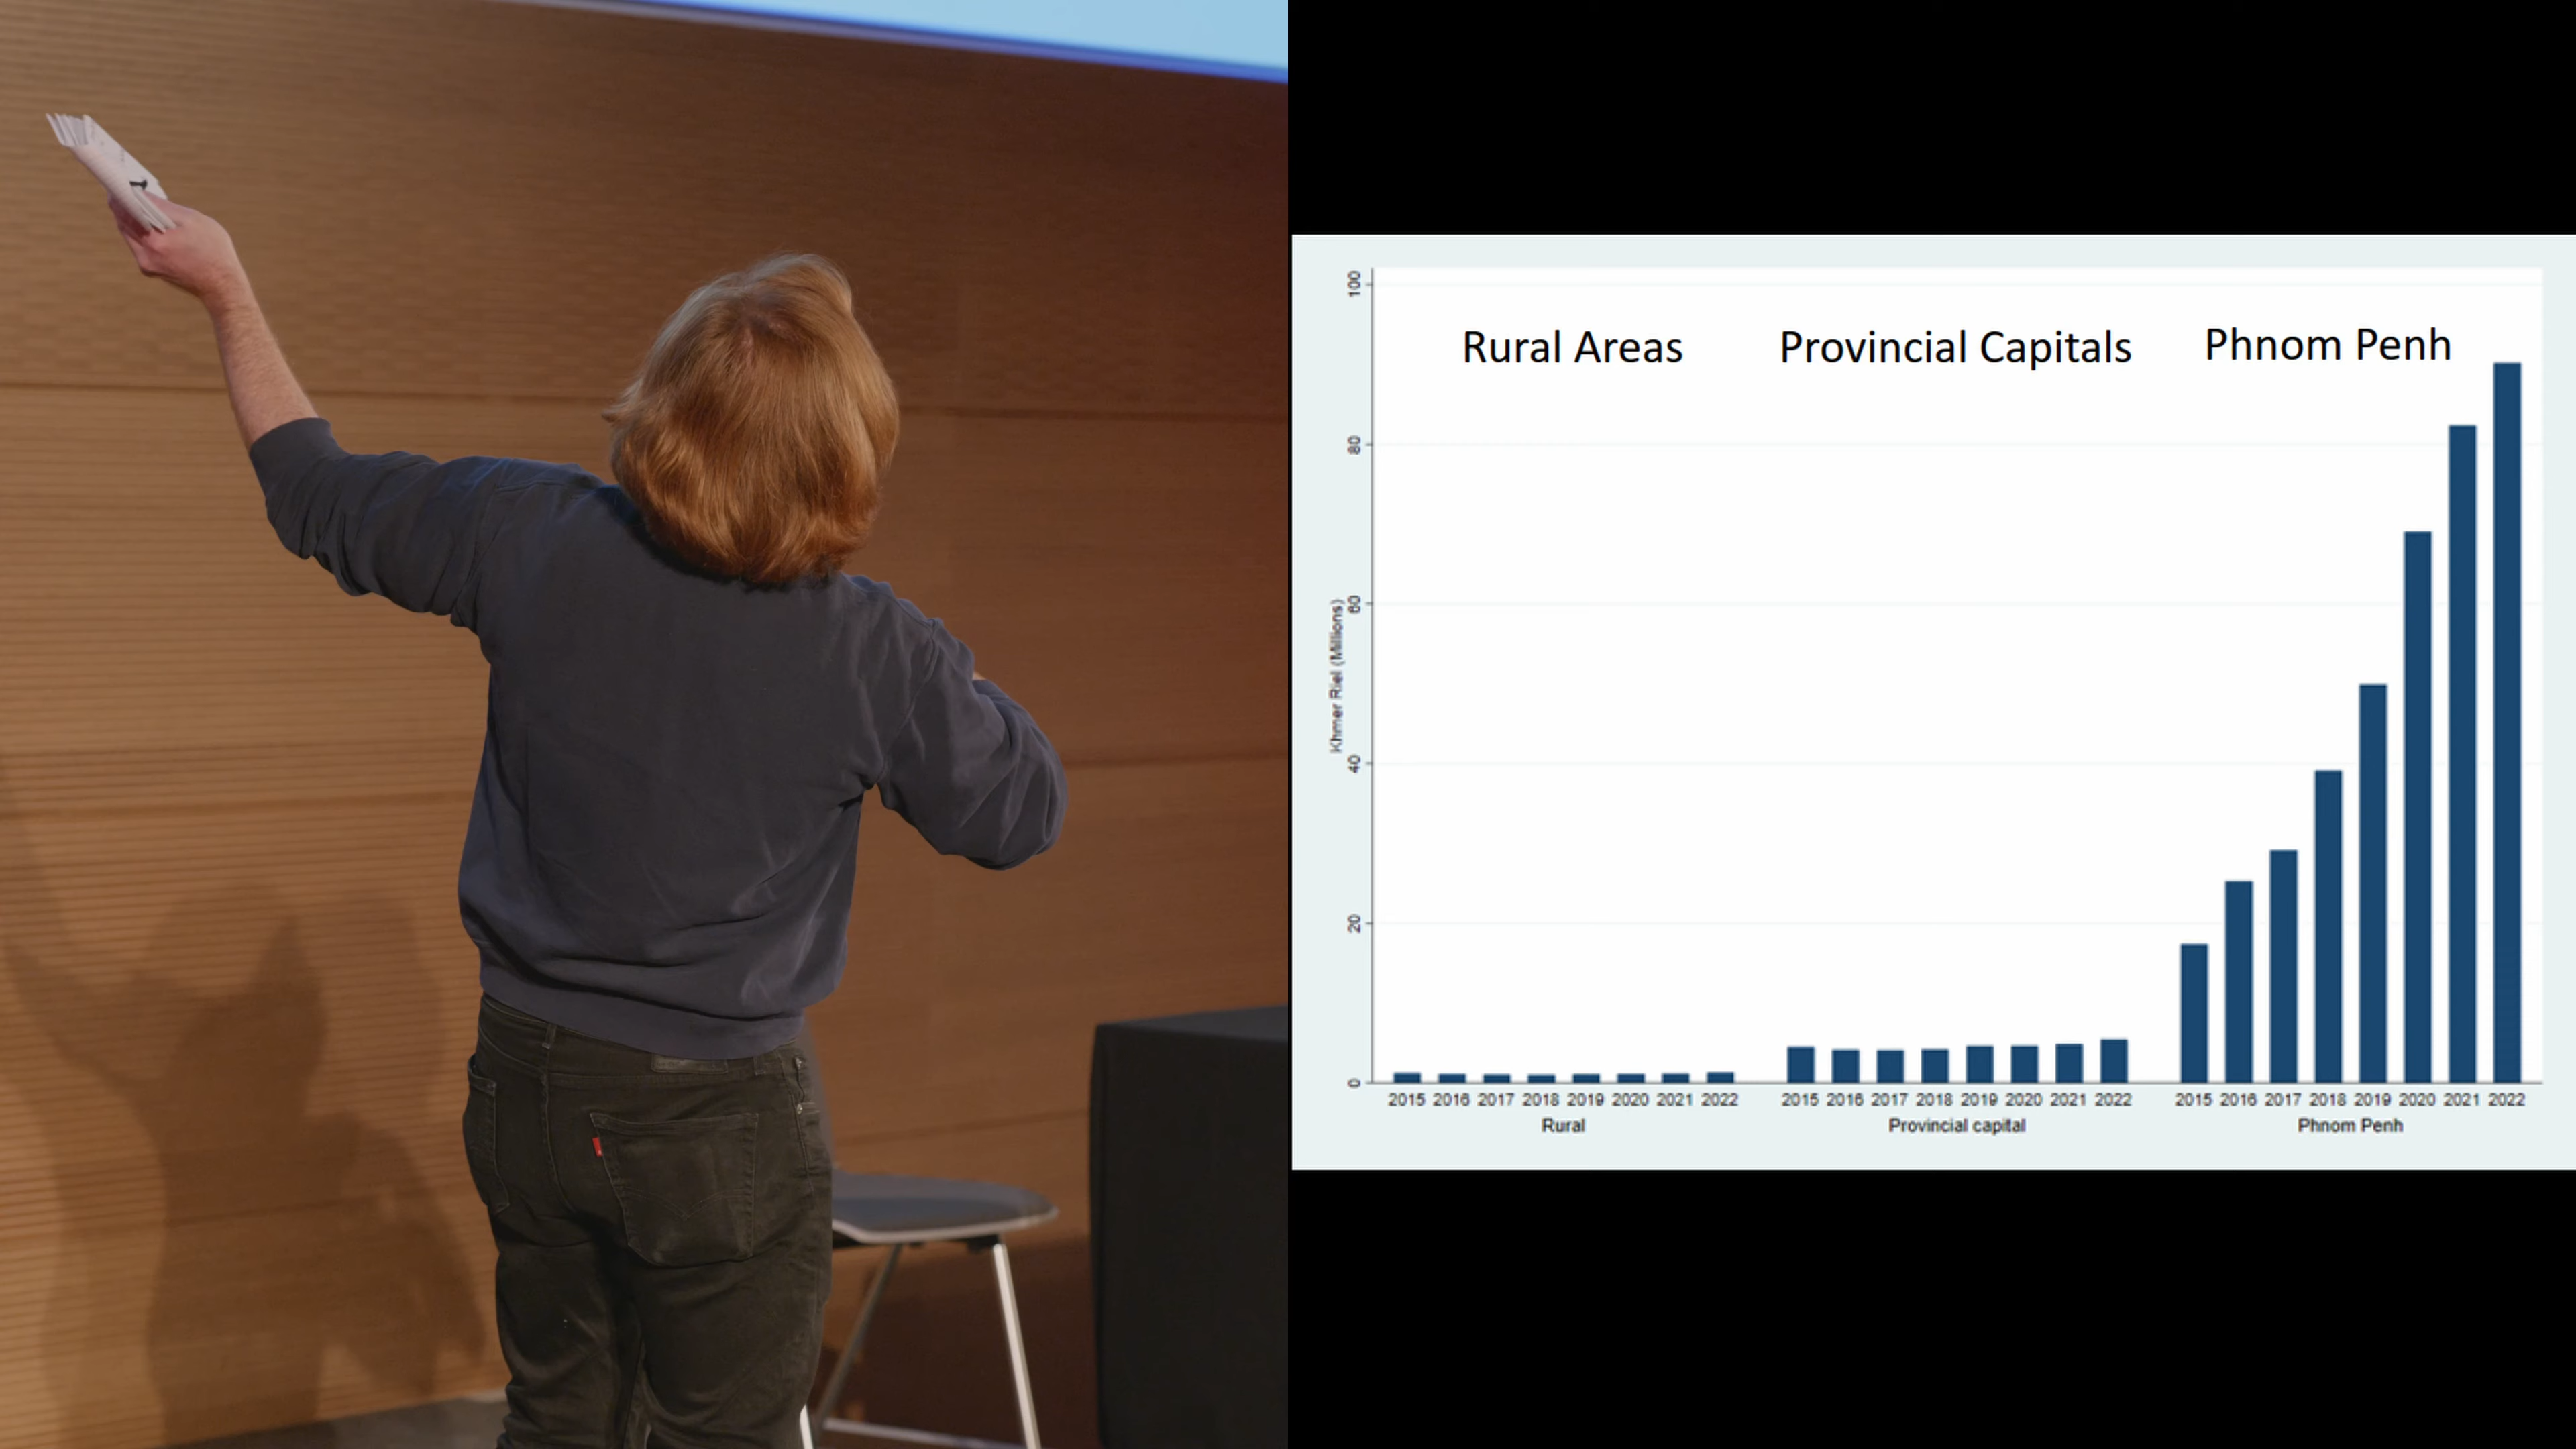 Rural Areas Provincial Capitals Phnom Penh
Khmer Riel (Millions)
100
80
60
40
20
0
2015 2016 2017 2018 2019 2020 2021 2022 2015 2016 2017 2018 2019 2020 2021 2022 2015 2016 2017 2018 2019 2020 2021 2022
Rural Provincial capital Phnom Penh